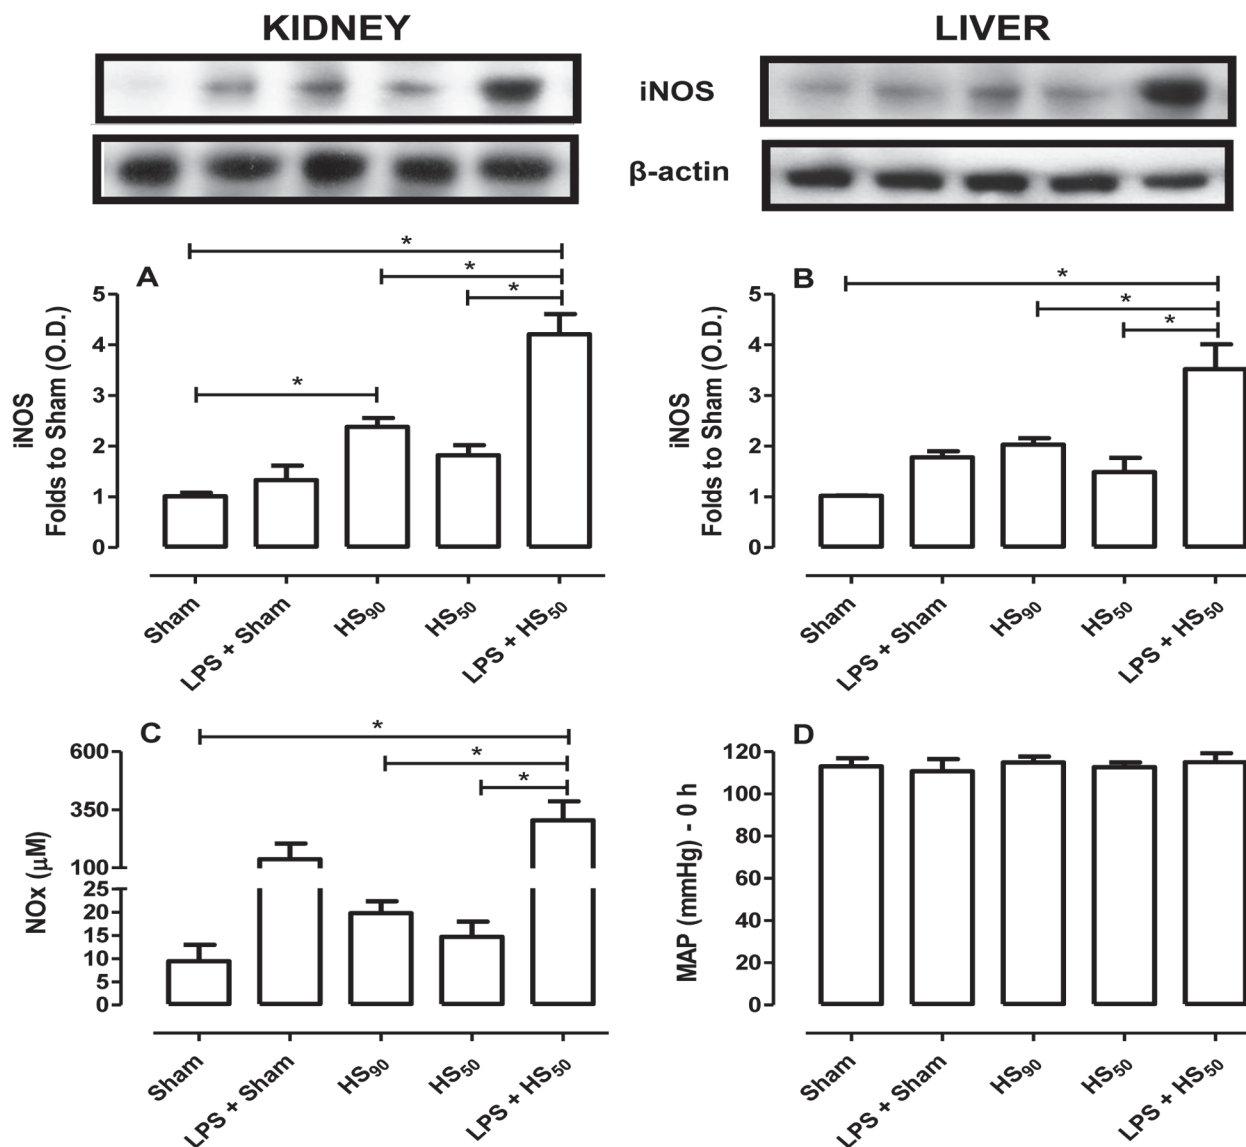 KIDNEY
LIVER
iNOS
β-actin
A
*
*
*
*
iNOS
Folds to Sham (O.D.)
5
4
3
2
1
0
Sham
LPS + Sham
HS90
HS50
LPS + HS50
B
*
*
*
iNOS
Folds to Sham (O.D.)
5
4
3
2
1
0
Sham
LPS + Sham
HS90
HS50
LPS + HS50
C
*
*
*
NOx (μM)
600
350
100
25
20
15
10
5
0
Sham
LPS + Sham
HS90
HS50
LPS + HS50
D
MAP (mmHg) - 0 h
120
100
80
60
40
20
0
Sham
LPS + Sham
HS90
HS50
LPS + HS50